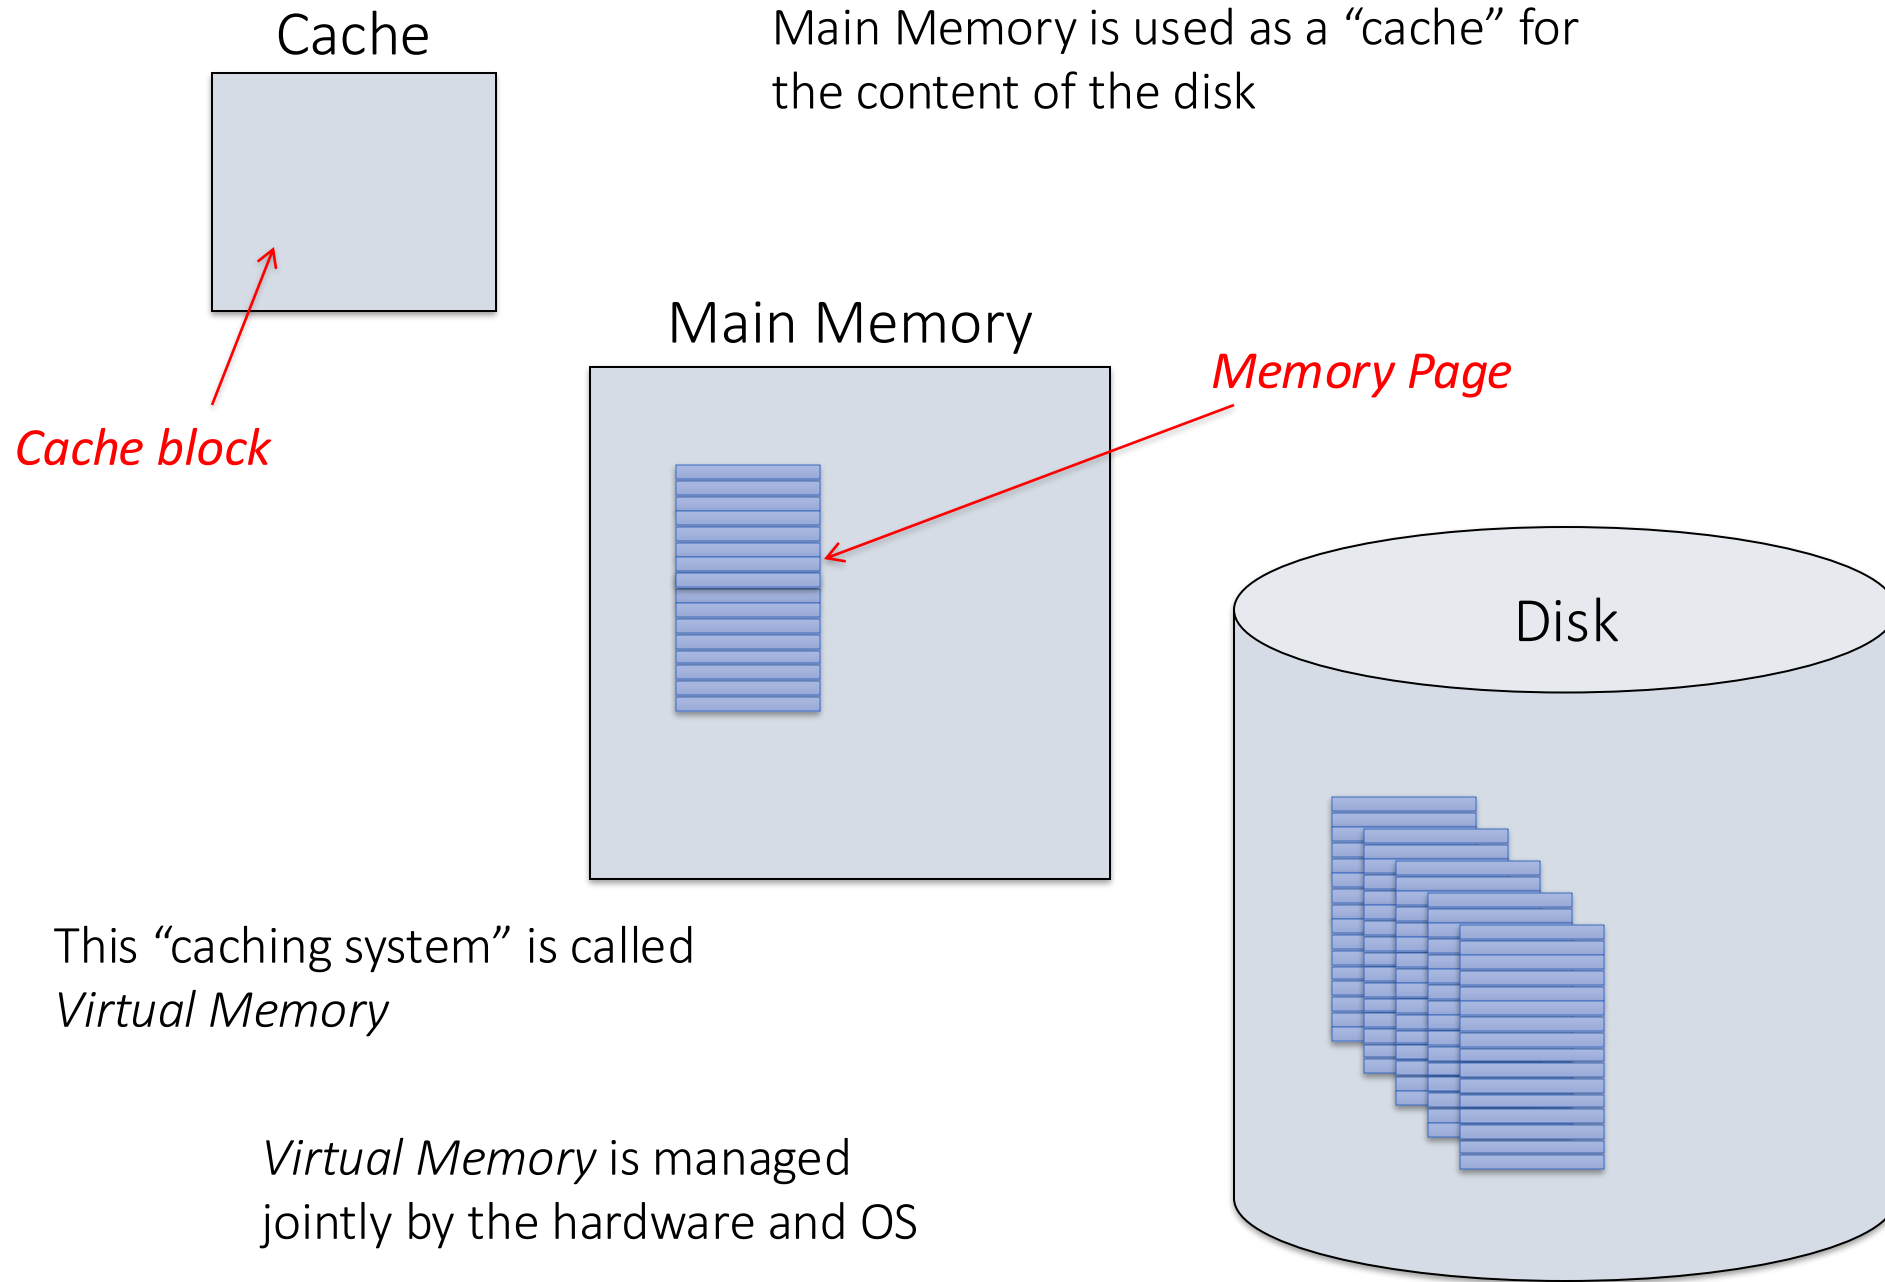 Cache
Main Memory is used as a “cache” for
the content of the disk
Main Memory
Memory Page
Cache block
Disk
This “caching system” is called
Virtual Memory
Virtual Memory is managed
jointly by the hardware and OS